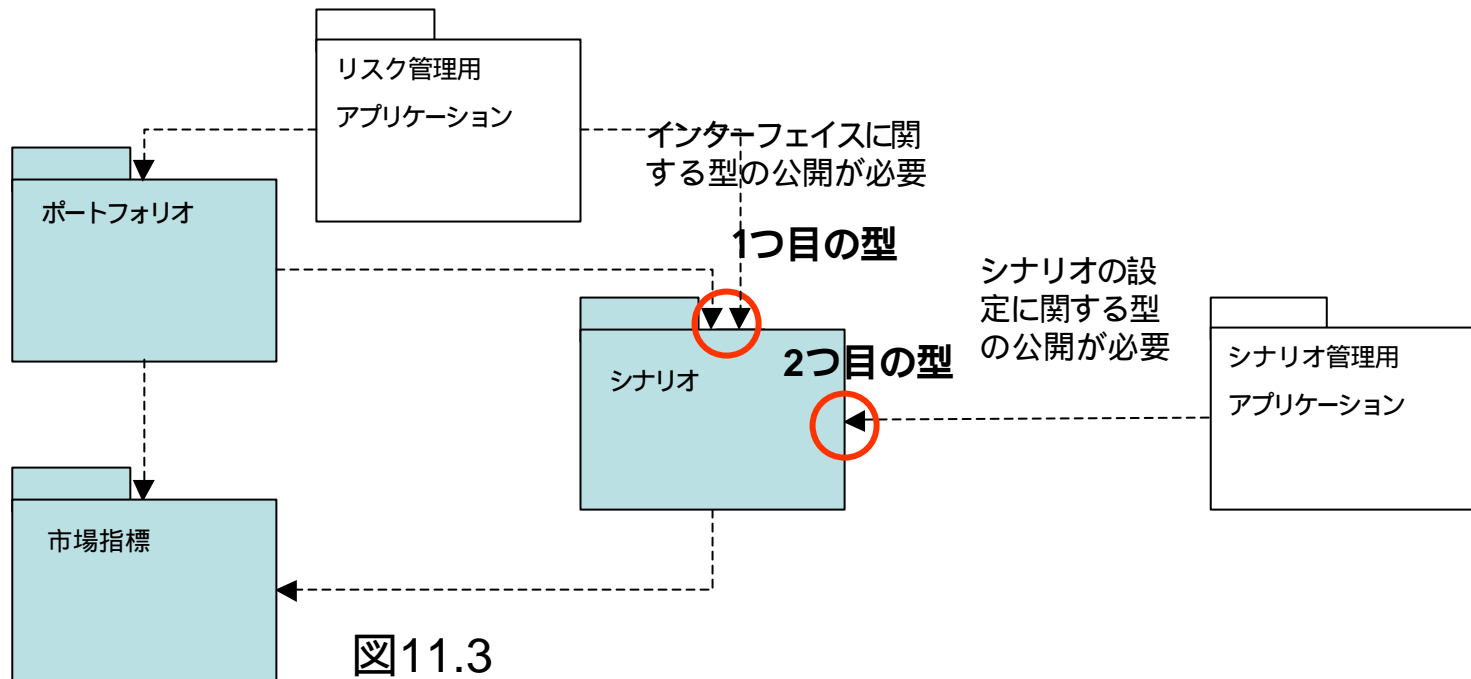 リスク管理用
アプリケーション
インターフェイスに関
する型の公開が必要
ポートフォリオ
1つ目の型
シナリオの設
定に関する型
の公開が必要
2つ目の型
シナリオ
シナリオ管理用
アプリケーション
市場指標
図11.3